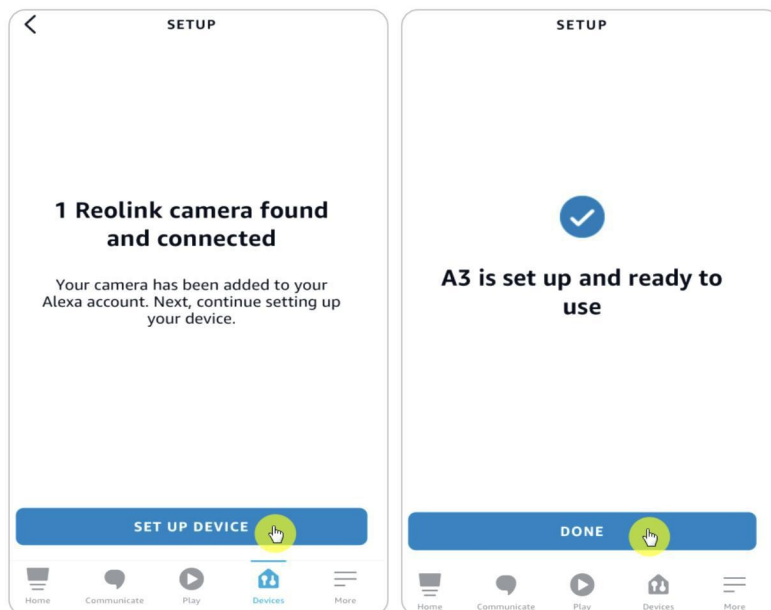 SETUP
1 Reolink camera found
and connected
Your camera has been added to your
Alexa account. Next, continue setting up
your device.
SET UP DEVICE
Home Communicate Play Devices More
SETUP
A3 is set up and ready to
use
DONE
Home Communicate Play Devices More